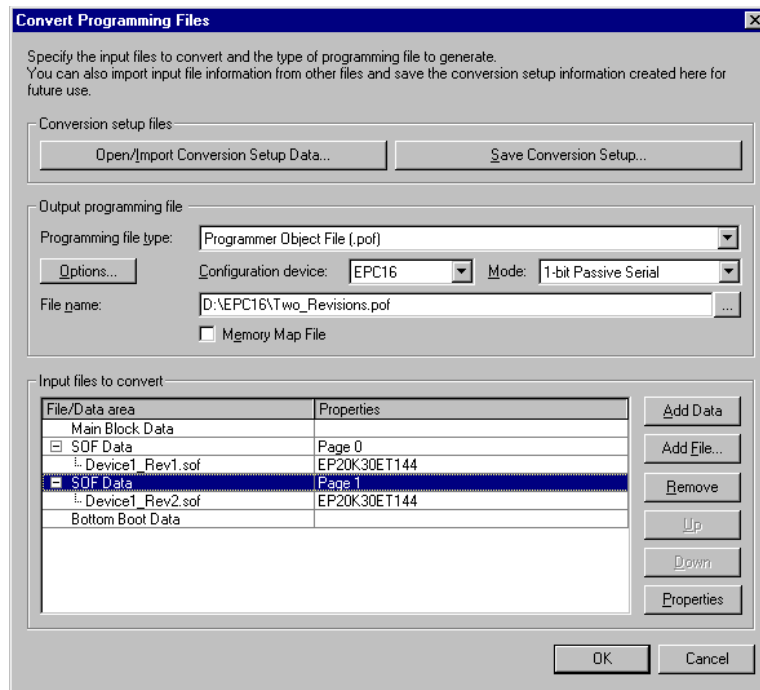 Convert Programming Files
Specify the input files to convert and the type of programming file to generate.
You can also import input file information from other files and save the conversion setup information created here for
future use.
Conversion setup files
Open/Import Conversion Setup Data...
Save Conversion Setup...
Output programming file
Programming file type: Programmer Object File (.pof)
Options... Configuration device: EPC16 Mode: 1-bit Passive Serial
File name: D:\EPC16\Two_Revisions.pof ...
Memory Map File
Input files to convert
File/Data area Properties
Main Block Data
SOF Data Page 0
Device1_Rev1.sof EP20K30ET144
SOF Data Page 1
Device1_Rev2.sof EP20K30ET144
Bottom Boot Data
Add Data
Add File...
Remove
Up
Down
Properties
OK Cancel